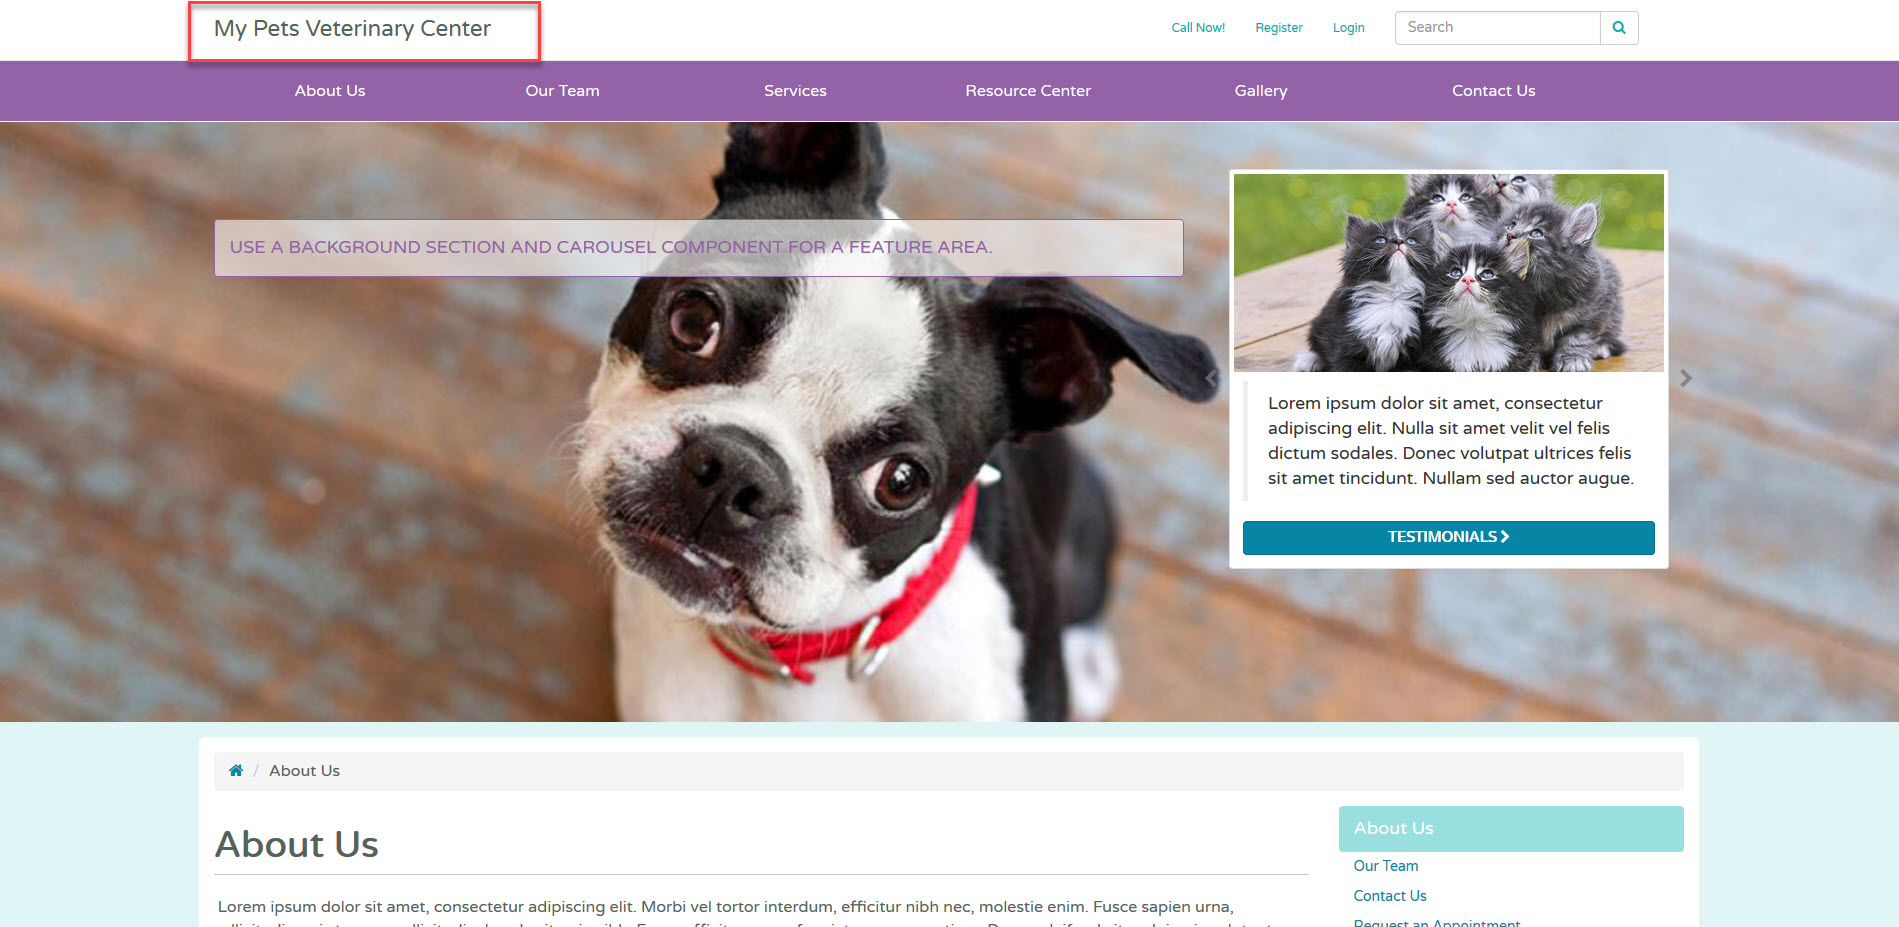 My Pets Veterinary Center
Call Now! Register Login Search
About Us Our Team Services Resource Center Gallery Contact Us
USE A BACKGROUND SECTION AND CAROUSEL COMPONENT FOR A FEATURE AREA.
Lorem ipsum dolor sit amet, consectetur
adipiscing elit. Nulla sit amet velit vel felis
dictum sodales. Donec volutpat ultrices felis
sit amet tincidunt. Nullam sed auctor augue.
TESTIMONIALS
/ About Us
About Us
Lorem ipsum dolor sit amet, consectetur adipiscing elit. Morbi vel tortor interdum, efficitur nibh nec, molestie enim. Fusce sapien urna,
About Us
Our Team
Contact Us
Request an Appointment